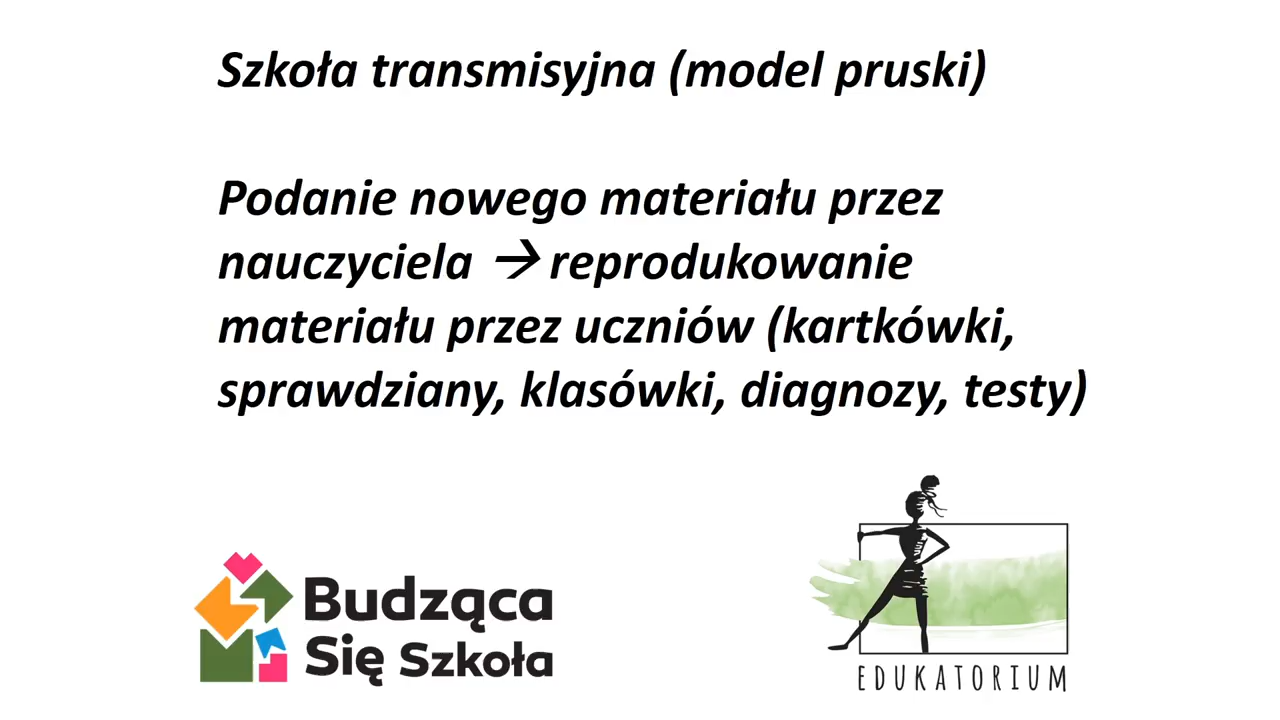 Szkoła transmisyjna (model pruski)
Podanie nowego materiału przez
nauczyciela → reprodukowanie
materiału przez uczniów (kartkówki,
sprawdziany, klasówki, diagnozy, testy)
Budząca
Się Szkoła
EDUKATORIUM